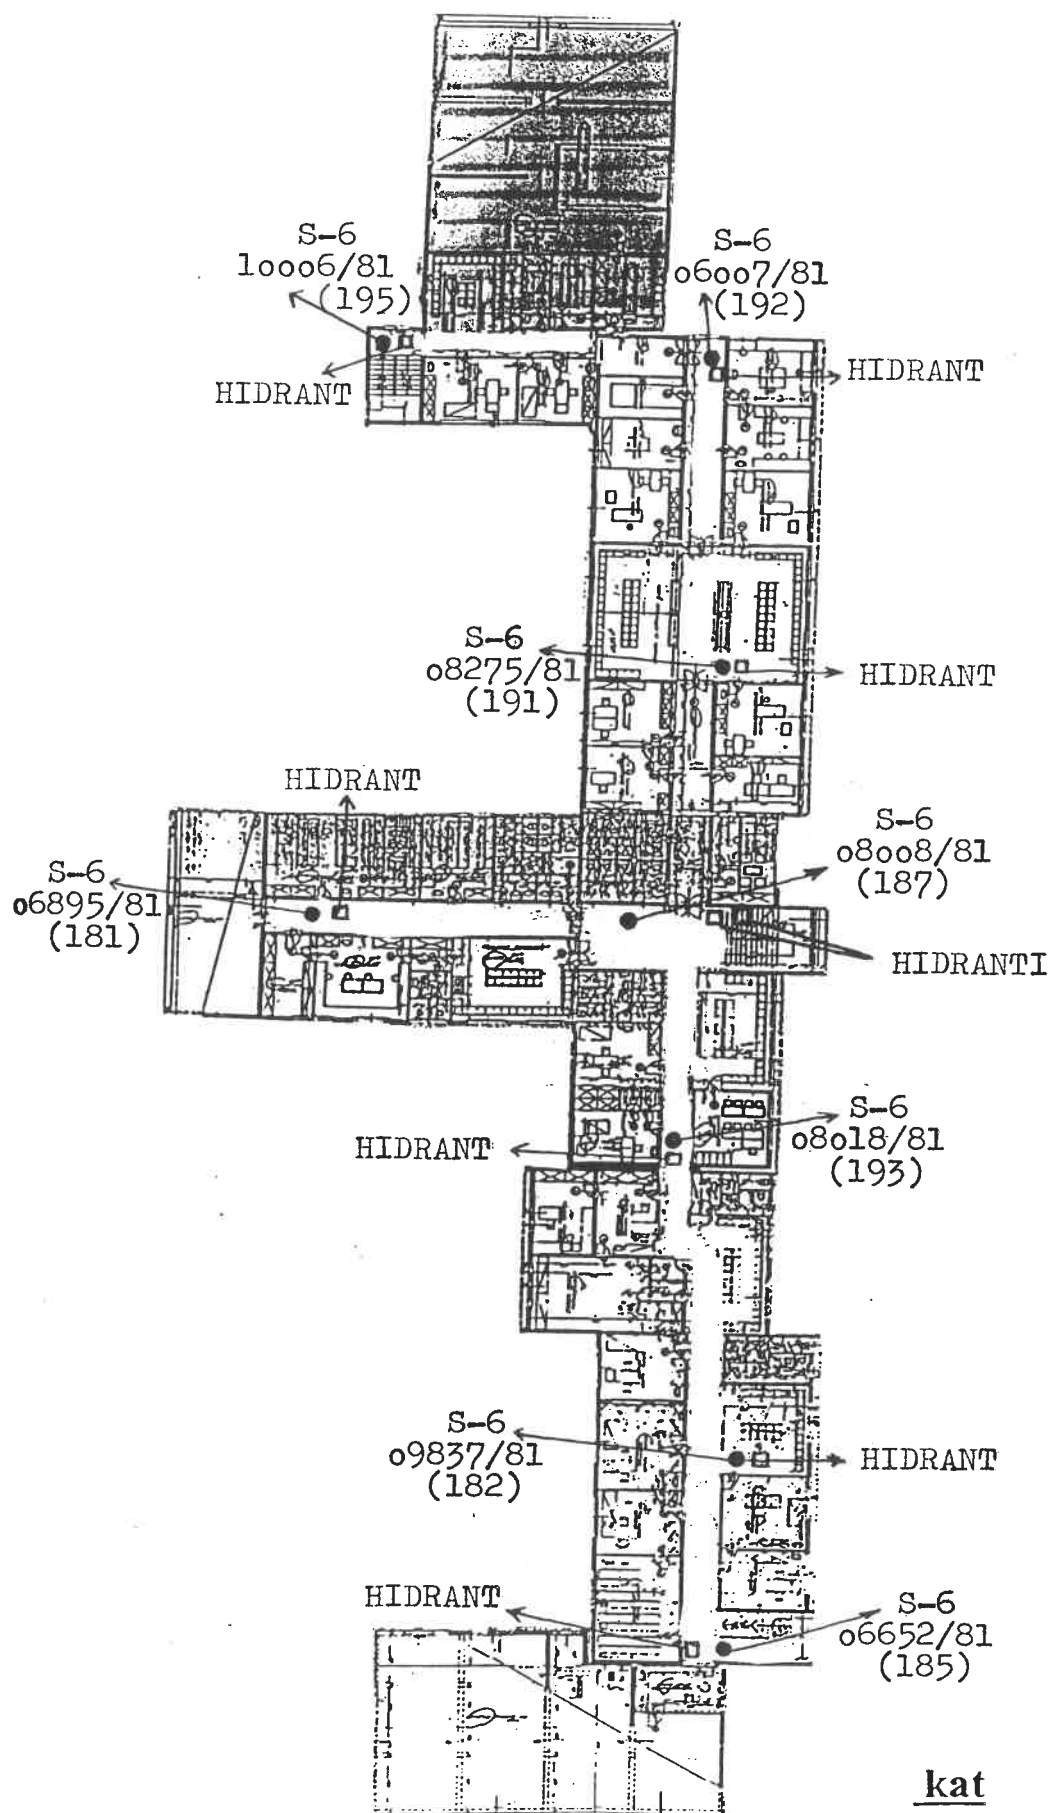 S-6
looo6/81
(195)
HIDRANT
S-6
o6oo7/81
(192)
HIDRANT
S-6
o8275/81
(191)
HIDRANT
HIDRANT
S-6
o6895/81
(181)
S-6
o8oo8/81
(187)
HIDRANTI
S-6
o8ol8/81
(193)
HIDRANT
S-6
o9837/81
(182)
HIDRANT
HIDRANT
S-6
o6652/81
(185)
kat